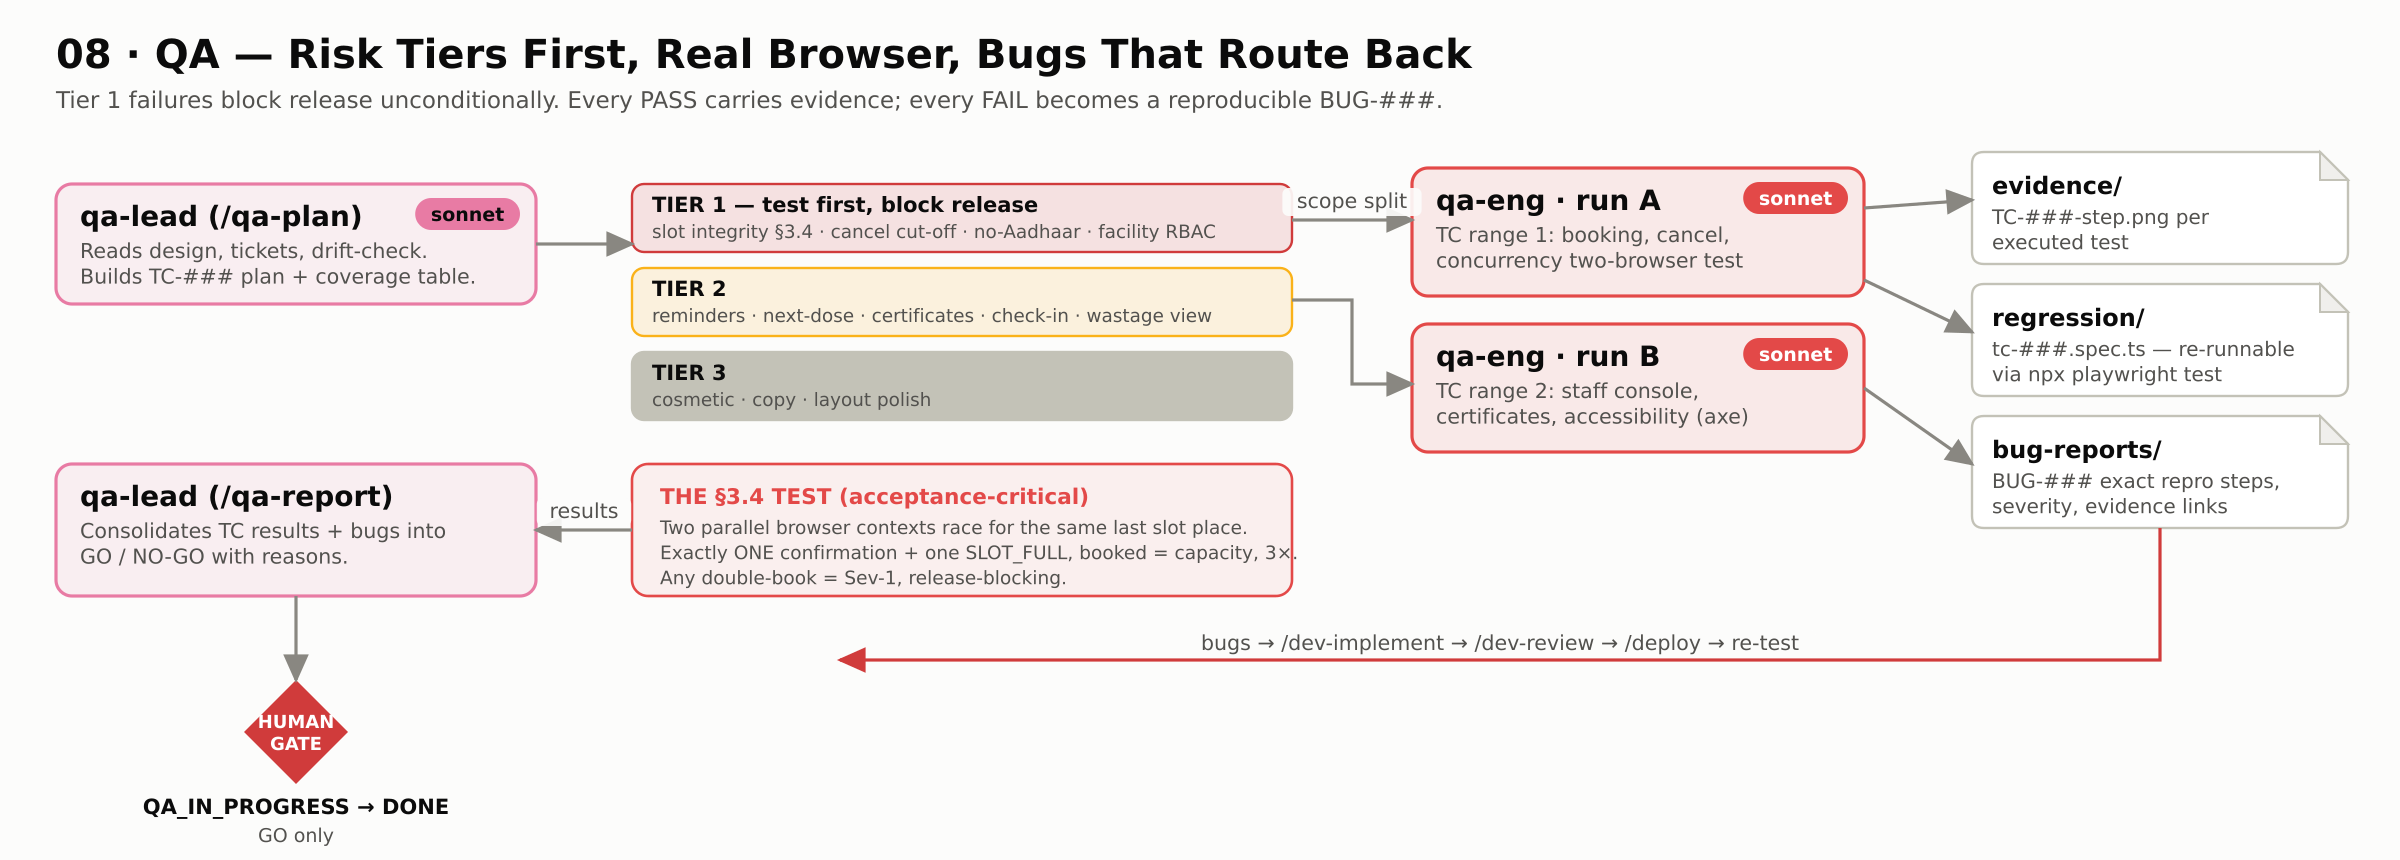 08 · QA — Risk Tiers First, Real Browser, Bugs That Route Back
Tier 1 failures block release unconditionally. Every PASS carries evidence; every FAIL becomes a reproducible BUG-###.
qa-lead (/qa-plan)
sonnet
Reads design, tickets, drift-check.
Builds TC-### plan + coverage table.
TIER 1 — test first, block release
slot integrity §3.4 · cancel cut-off · no-Aadhaar · facility RBAC
TIER 2
reminders · next-dose · certificates · check-in · wastage view
TIER 3
cosmetic · copy · layout polish
scope split
qa-eng · run A
sonnet
TC range 1: booking, cancel,
concurrency two-browser test
qa-eng · run B
sonnet
TC range 2: staff console,
certificates, accessibility (axe)
evidence/
TC-###-step.png per
executed test
regression/
tc-###.spec.ts — re-runnable
via npx playwright test
bug-reports/
BUG-### exact repro steps,
severity, evidence links
qa-lead (/qa-report)
Consolidates TC results + bugs into
GO / NO-GO with reasons.
results
THE §3.4 TEST (acceptance-critical)
Two parallel browser contexts race for the same last slot place.
Exactly ONE confirmation + one SLOT_FULL, booked = capacity, 3×.
Any double-book = Sev-1, release-blocking.
bugs → /dev-implement → /dev-review → /deploy → re-test
HUMAN
GATE
QA_IN_PROGRESS → DONE
GO only